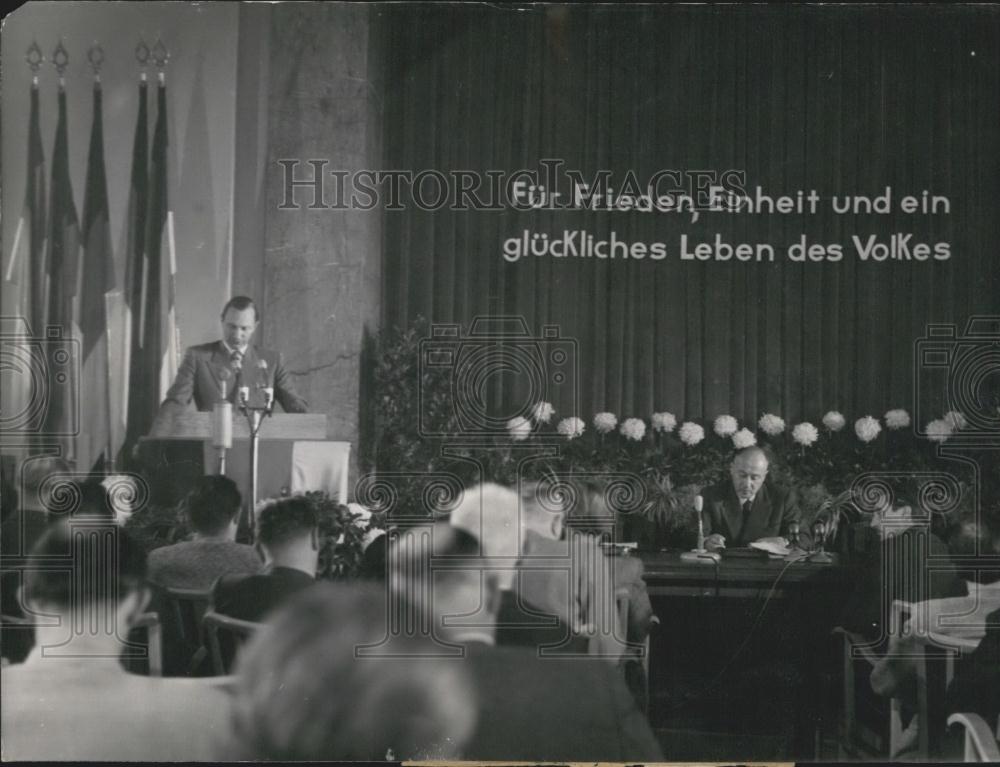 Für Frieden, Einheit und ein
glückliches Leben des Volkes
HISTORIC IMAGES